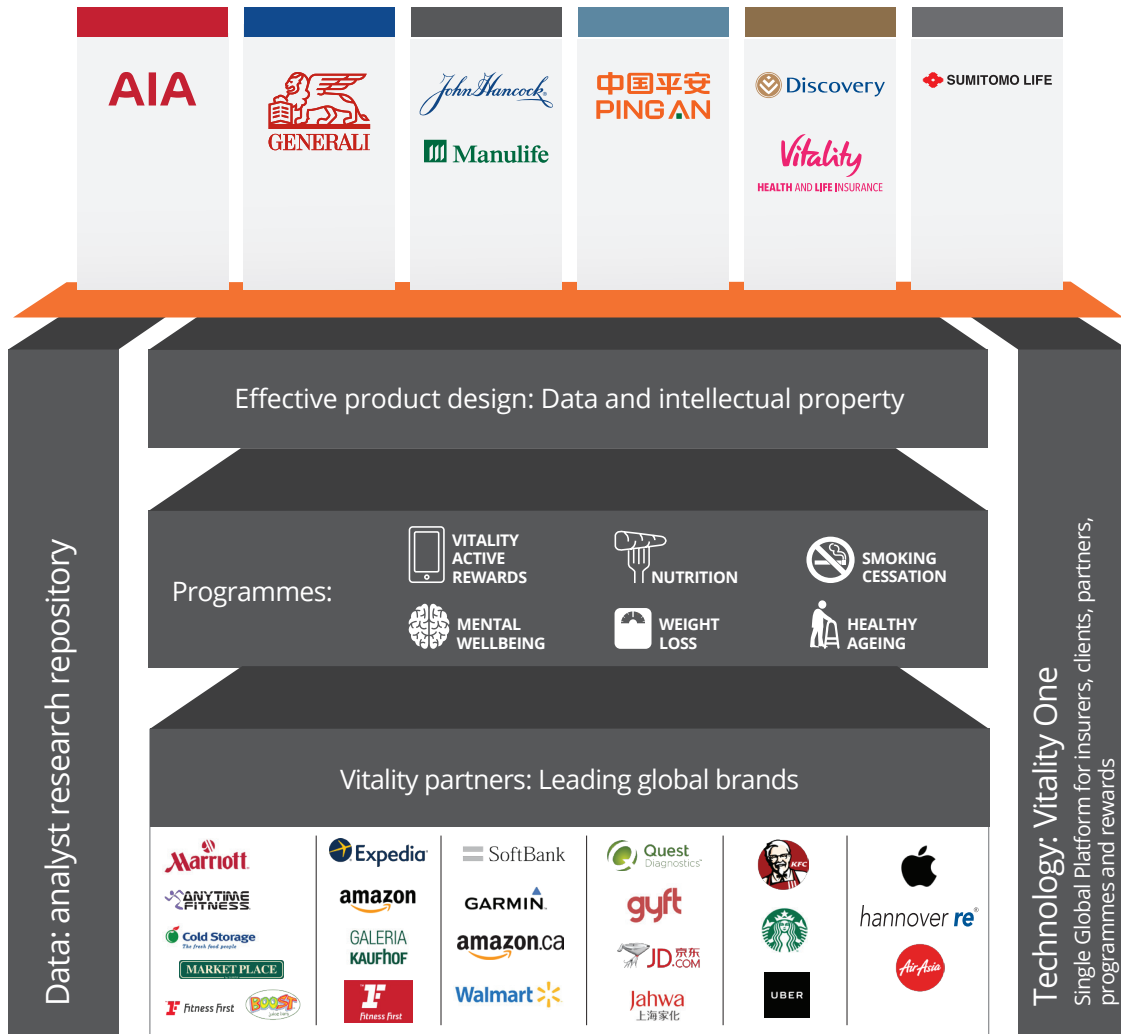 AIA
GENERALI
John Hancock®
Manulife
中国平安
PING AN
Discovery
Vitality
HEALTH AND LIFE INSURANCE
SUMITOMO LIFE
Effective product design: Data and intellectual property
Programmes:
VITALITY
ACTIVE
REWARDS
NUTRITION
SMOKING
CESSATION
MENTAL
WELLBEING
WEIGHT
LOSS
HEALTHY
AGEING
Vitality partners: Leading global brands
Data: analyst research repository
Technology: Vitality One
Single Global Platform for insurers, clients, partners,
programmes and rewards
Marriott
ANYTIME
FITNESS
Cold Storage
The fresh food people
MARKET PLACE
Fitness first
BOOST
juice bars
Expedia
amazon
GALERIA
KAUFHOF
fitness first
SoftBank
GARMIN
amazon.ca
Walmart
Quest
Diagnostics
gyft
JD.COM 京东
Jahwa
上海家化
KFC
UBER
hannover re®
AirAsia